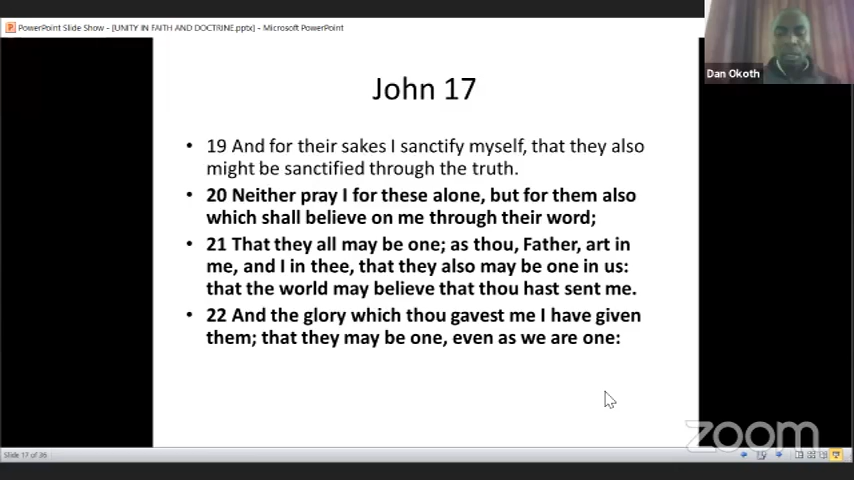 PowerPoint Slide Show - [UNITY IN FAITH AND DOCTRINE.pptx] - Microsoft PowerPoint
Dan Okoth
John 17
• 19 And for their sakes I sanctify myself, that they also
might be sanctified through the truth.
• 20 Neither pray I for these alone, but for them also
which shall believe on me through their word;
• 21 That they all may be one; as thou, Father, art in
me, and I in thee, that they also may be one in us:
that the world may believe that thou hast sent me.
• 22 And the glory which thou gavest me I have given
them; that they may be one, even as we are one:
zoom
Slide 17 of 36